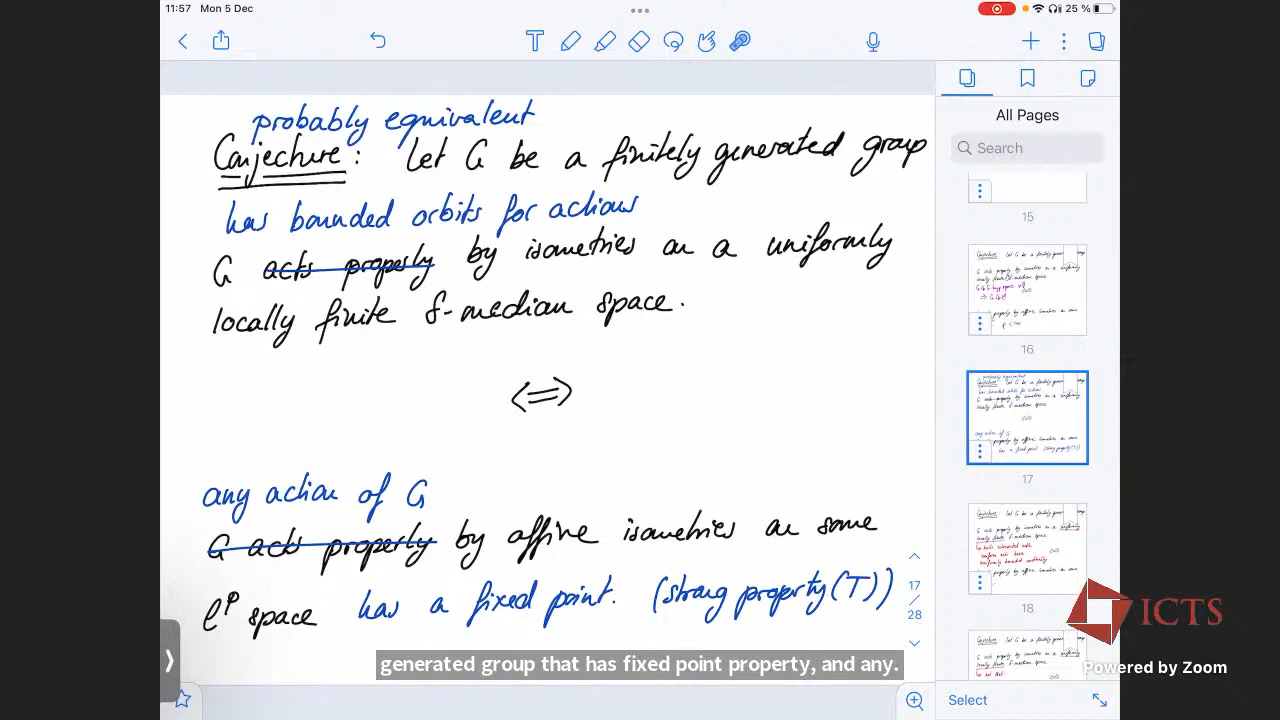 11:57 Mon 5 Dec
25 %
probably equivalent
Conjecture: Let G be a finitely generated group
has bounded orbits for actions
G acts properly by isometries on a uniformly
locally finite δ-median space.
<=>
any action of G
G acts properly by affine isometries on some
ℓᵖ space has a fixed point. (strong property (T))
generated group that has fixed point property, and any.
17
/
28
All Pages
Search
15
16
17
18
Select
ICTS
Powered by Zoom